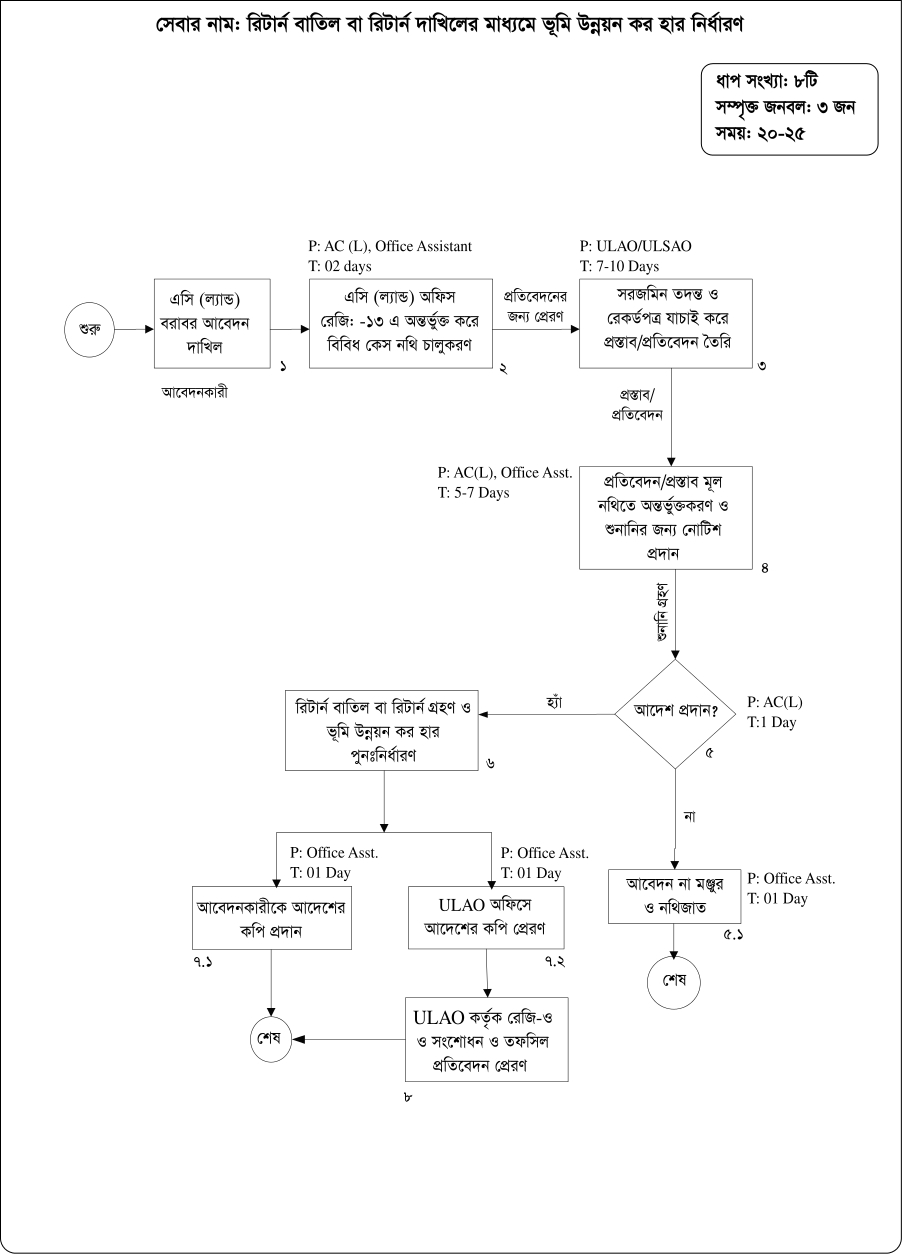 সেবার নাম: রিটার্ন বাতিল বা রিটার্ন দাখিলের মাধ্যমে ভূমি উন্নয়ন কর হার নির্ধারণ
ধাপ সংখ্যা: ৮টি
সম্পৃক্ত জনবল: ৩ জন
সময়: ২০-২৫
P: AC (L), Office Assistant
T: 02 days
P: ULAO/ULSAO
T: 7-10 Days
শুরু
এসি (ল্যান্ড)
বরাবর আবেদন
দাখিল
১
আবেদনকারী
এসি (ল্যান্ড) অফিস
রেজি: -১৩ এ অন্তর্ভুক্ত করে
বিবিধ কেস নথি চালুকরণ
২
প্রতিবেদনের
জন্য প্রেরণ
সরজমিন তদন্ত ও
রেকর্ডপত্র যাচাই করে
প্রস্তাব/প্রতিবেদন তৈরি
৩
প্রস্তাব/
প্রতিবেদন
P: AC(L), Office Asst.
T: 5-7 Days
প্রতিবেদন/প্রস্তাব মূল
নথিতে অন্তর্ভুক্তকরণ ও
শুনানির জন্য নোটিশ
প্রদান
৪
শুনানি গ্রহণ
আদেশ প্রদান?
৫
P: AC(L)
T:1 Day
হ্যাঁ
রিটার্ন বাতিল বা রিটার্ন গ্রহণ ও
ভূমি উন্নয়ন কর হার
পুনঃনির্ধারণ
৬
না
P: Office Asst.
T: 01 Day
আবেদনকারীকে আদেশের
কপি প্রদান
৭.১
P: Office Asst.
T: 01 Day
ULAO অফিসে
আদেশের কপি প্রেরণ
৭.২
আবেদন না মঞ্জুর
ও নথিজাত
৫.১
P: Office Asst.
T: 01 Day
শেষ
ULAO কর্তৃক রেজি-ও
ও সংশোধন ও তফসিল
প্রতিবেদন প্রেরণ
৮
শেষ